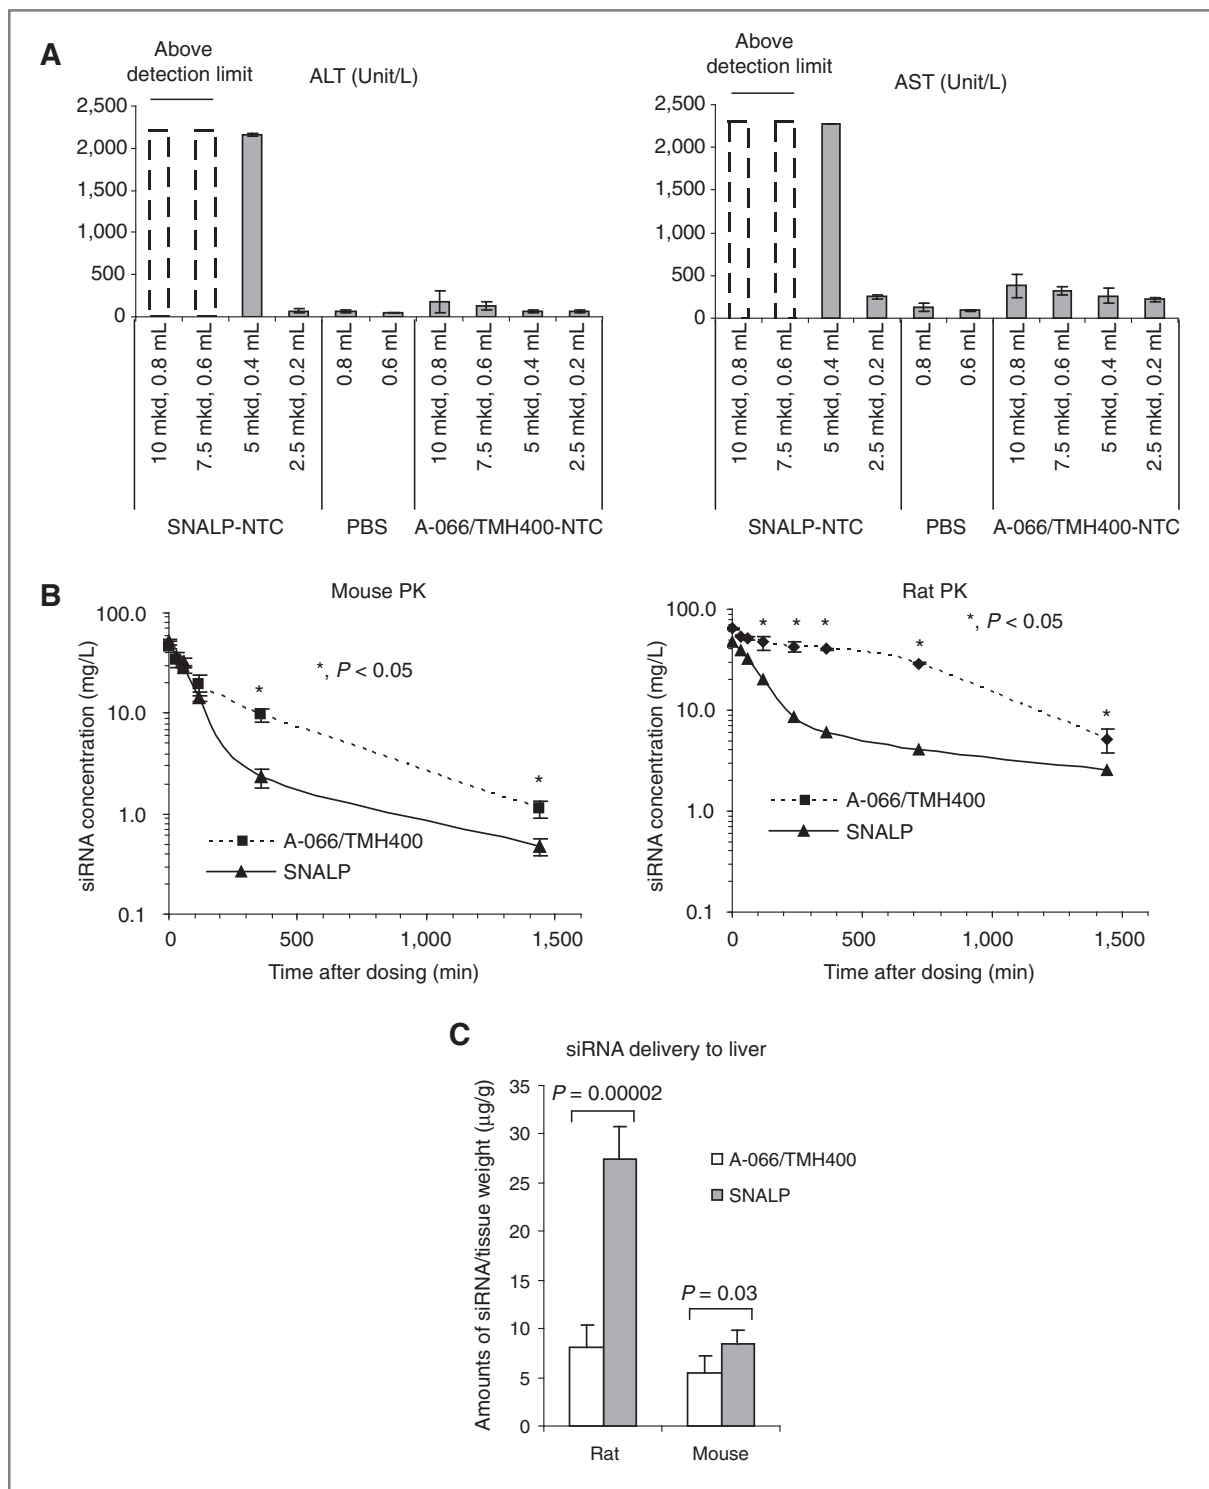 A
Above
detection limit
ALT (Unit/L)
2,500
2,000
1,500
1,000
500
0
10 mkd, 0.8 mL
7.5 mkd, 0.6 mL
5 mkd, 0.4 mL
2.5 mkd, 0.2 mL
0.8 mL
0.6 mL
10 mkd, 0.8 mL
7.5 mkd, 0.6 mL
5 mkd, 0.4 mL
2.5 mkd, 0.2 mL
SNALP-NTC
PBS
A-066/TMH400-NTC
Above
detection limit
AST (Unit/L)
2,500
2,000
1,500
1,000
500
0
10 mkd, 0.8 mL
7.5 mkd, 0.6 mL
5 mkd, 0.4 mL
2.5 mkd, 0.2 mL
0.8 mL
0.6 mL
10 mkd, 0.8 mL
7.5 mkd, 0.6 mL
5 mkd, 0.4 mL
2.5 mkd, 0.2 mL
SNALP-NTC
PBS
A-066/TMH400-NTC
B
Mouse PK
siRNA concentration (mg/L)
100.0
10.0
1.0
0.1
*, P < 0.05
*
*
A-066/TMH400
SNALP
0
500
1,000
1,500
Time after dosing (min)
Rat PK
siRNA concentration (mg/L)
100.0
10.0
1.0
0.1
*, P < 0.05
*
*
*
*
*
A-066/TMH400
SNALP
0
500
1,000
1,500
Time after dosing (min)
C
siRNA delivery to liver
Amounts of siRNA/tissue weight (µg/g)
35
30
25
20
15
10
5
0
P = 0.00002
P = 0.03
A-066/TMH400
SNALP
Rat
Mouse